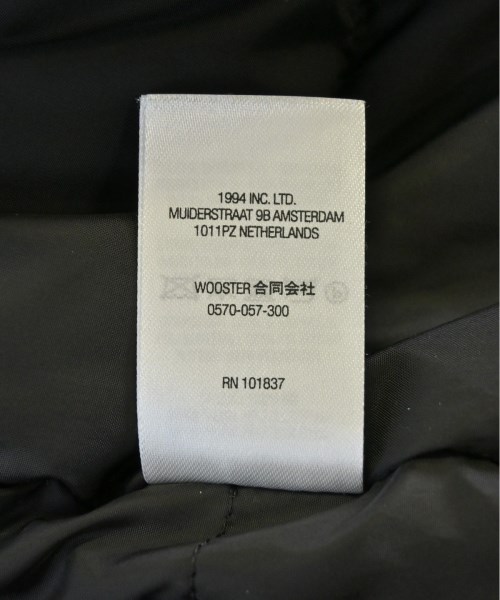 1994 INC. LTD.
MUIDERSTRAAT 9B AMSTERDAM
1011PZ NETHERLANDS
WOOSTER 合同会社
0570-057-300
RN 101837